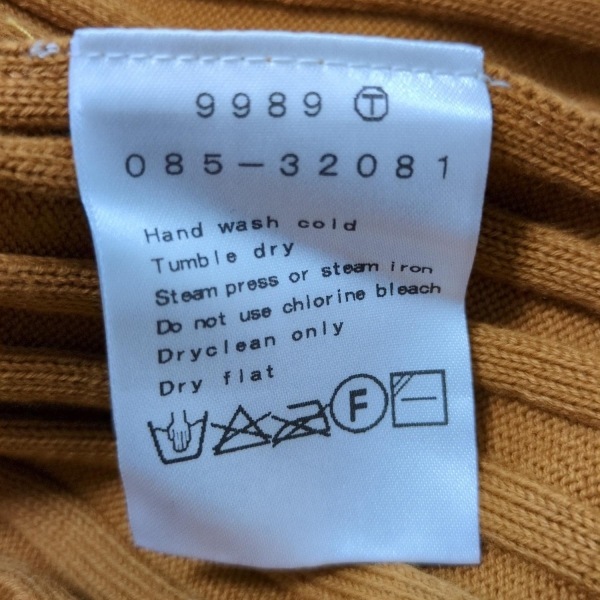 9989 Ⓣ
085-32081
Hand wash cold
Tumble dry
Steam press or steam iron
Do not use chlorine bleach
Dryclean only
Dry flat
F